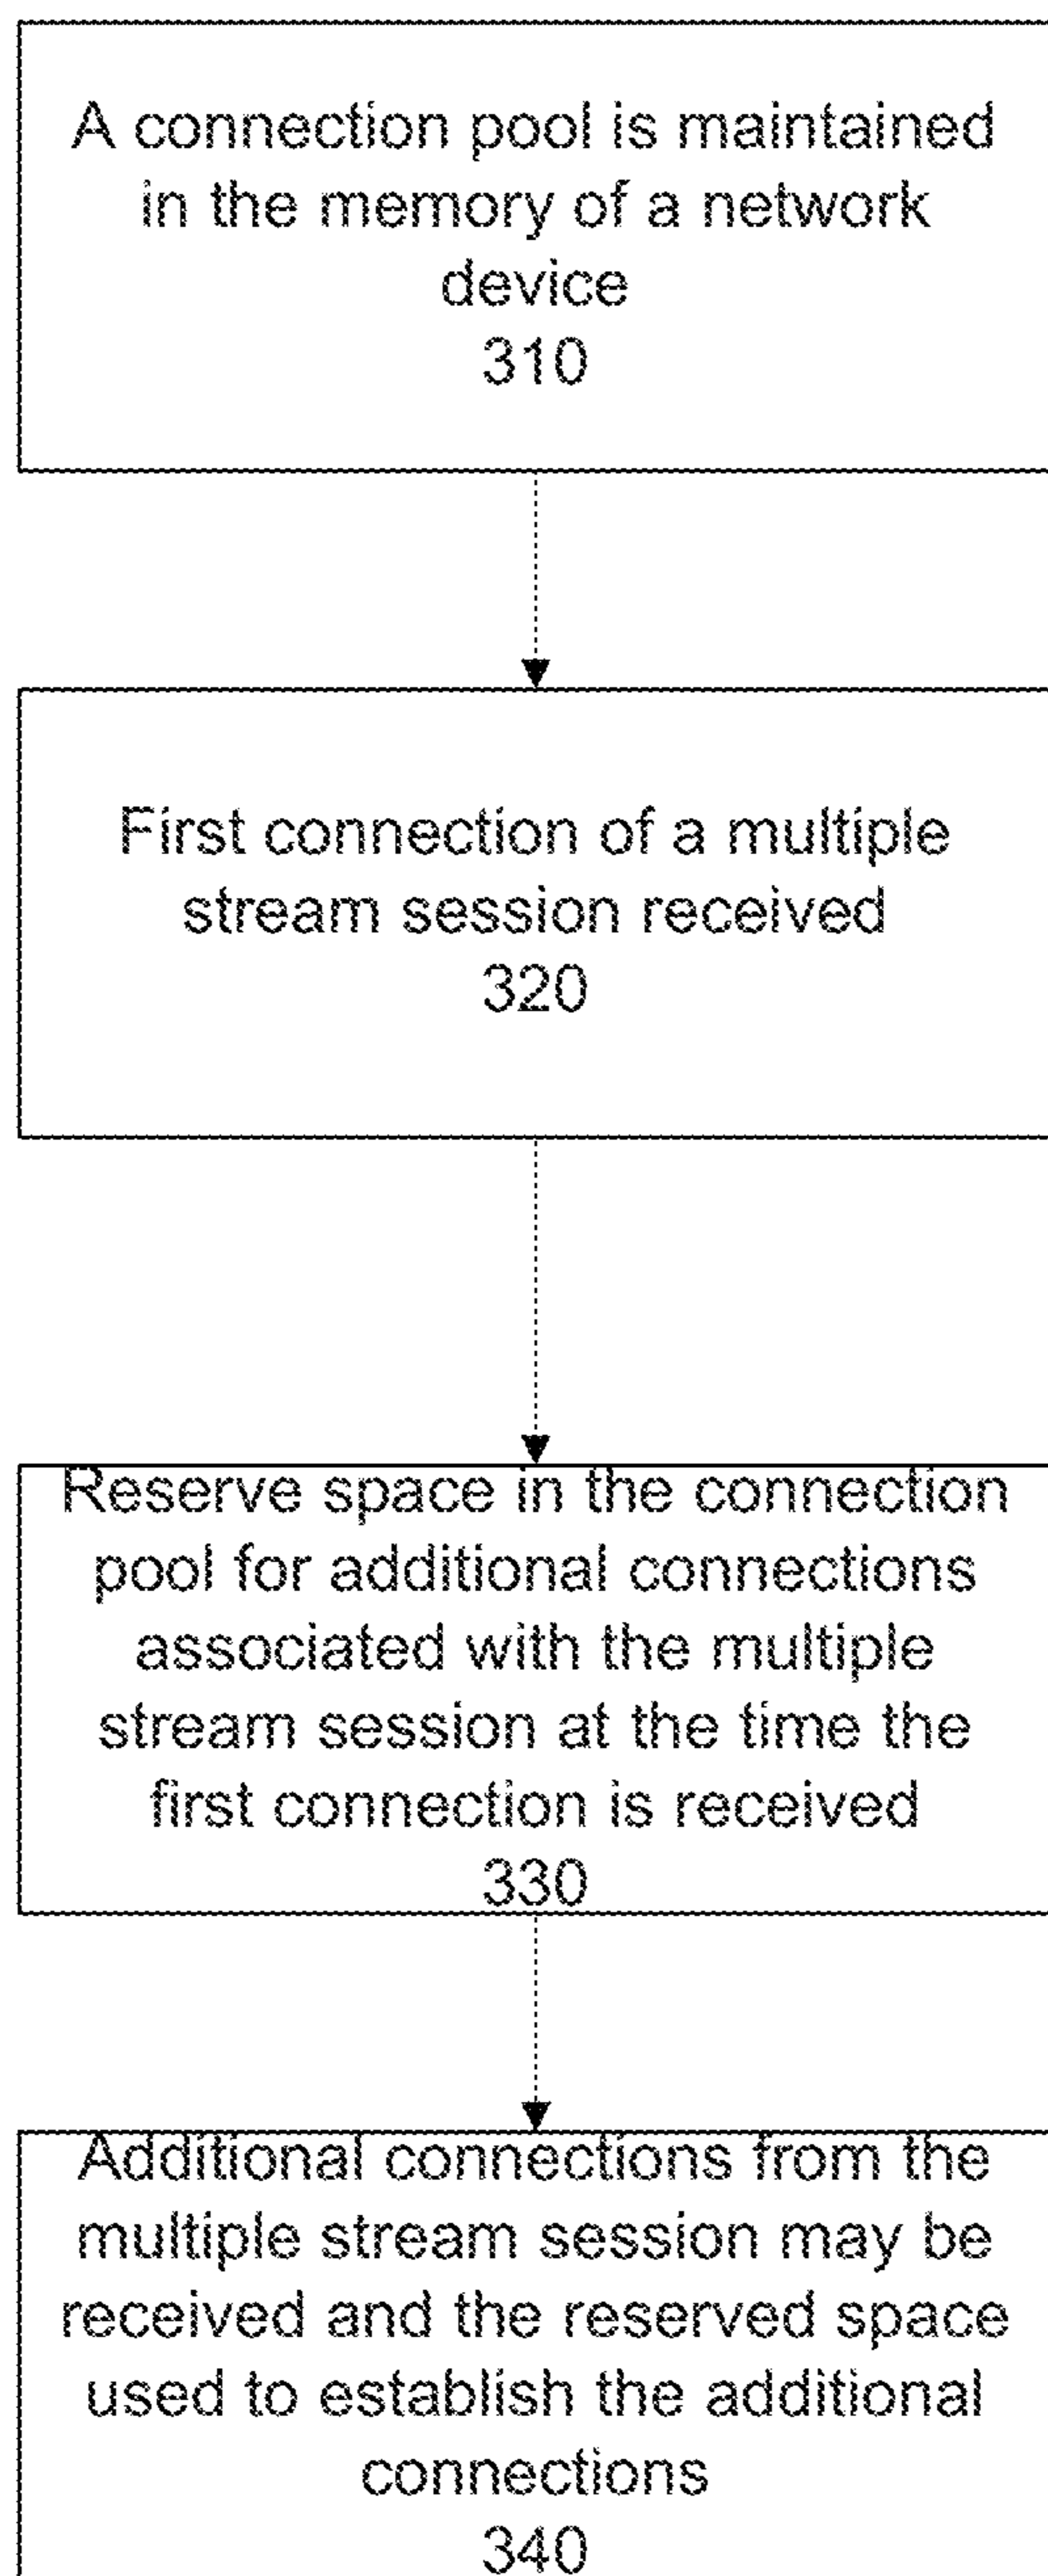 A connection pool is maintained
in the memory of a network
device
310
First connection of a multiple
stream session received
320
Reserve space in the connection
pool for additional connections
associated with the multiple
stream session at the time the
first connection is received
330
Additional connections from the
multiple stream session may be
received and the reserved space
used to establish the additional
connections
340